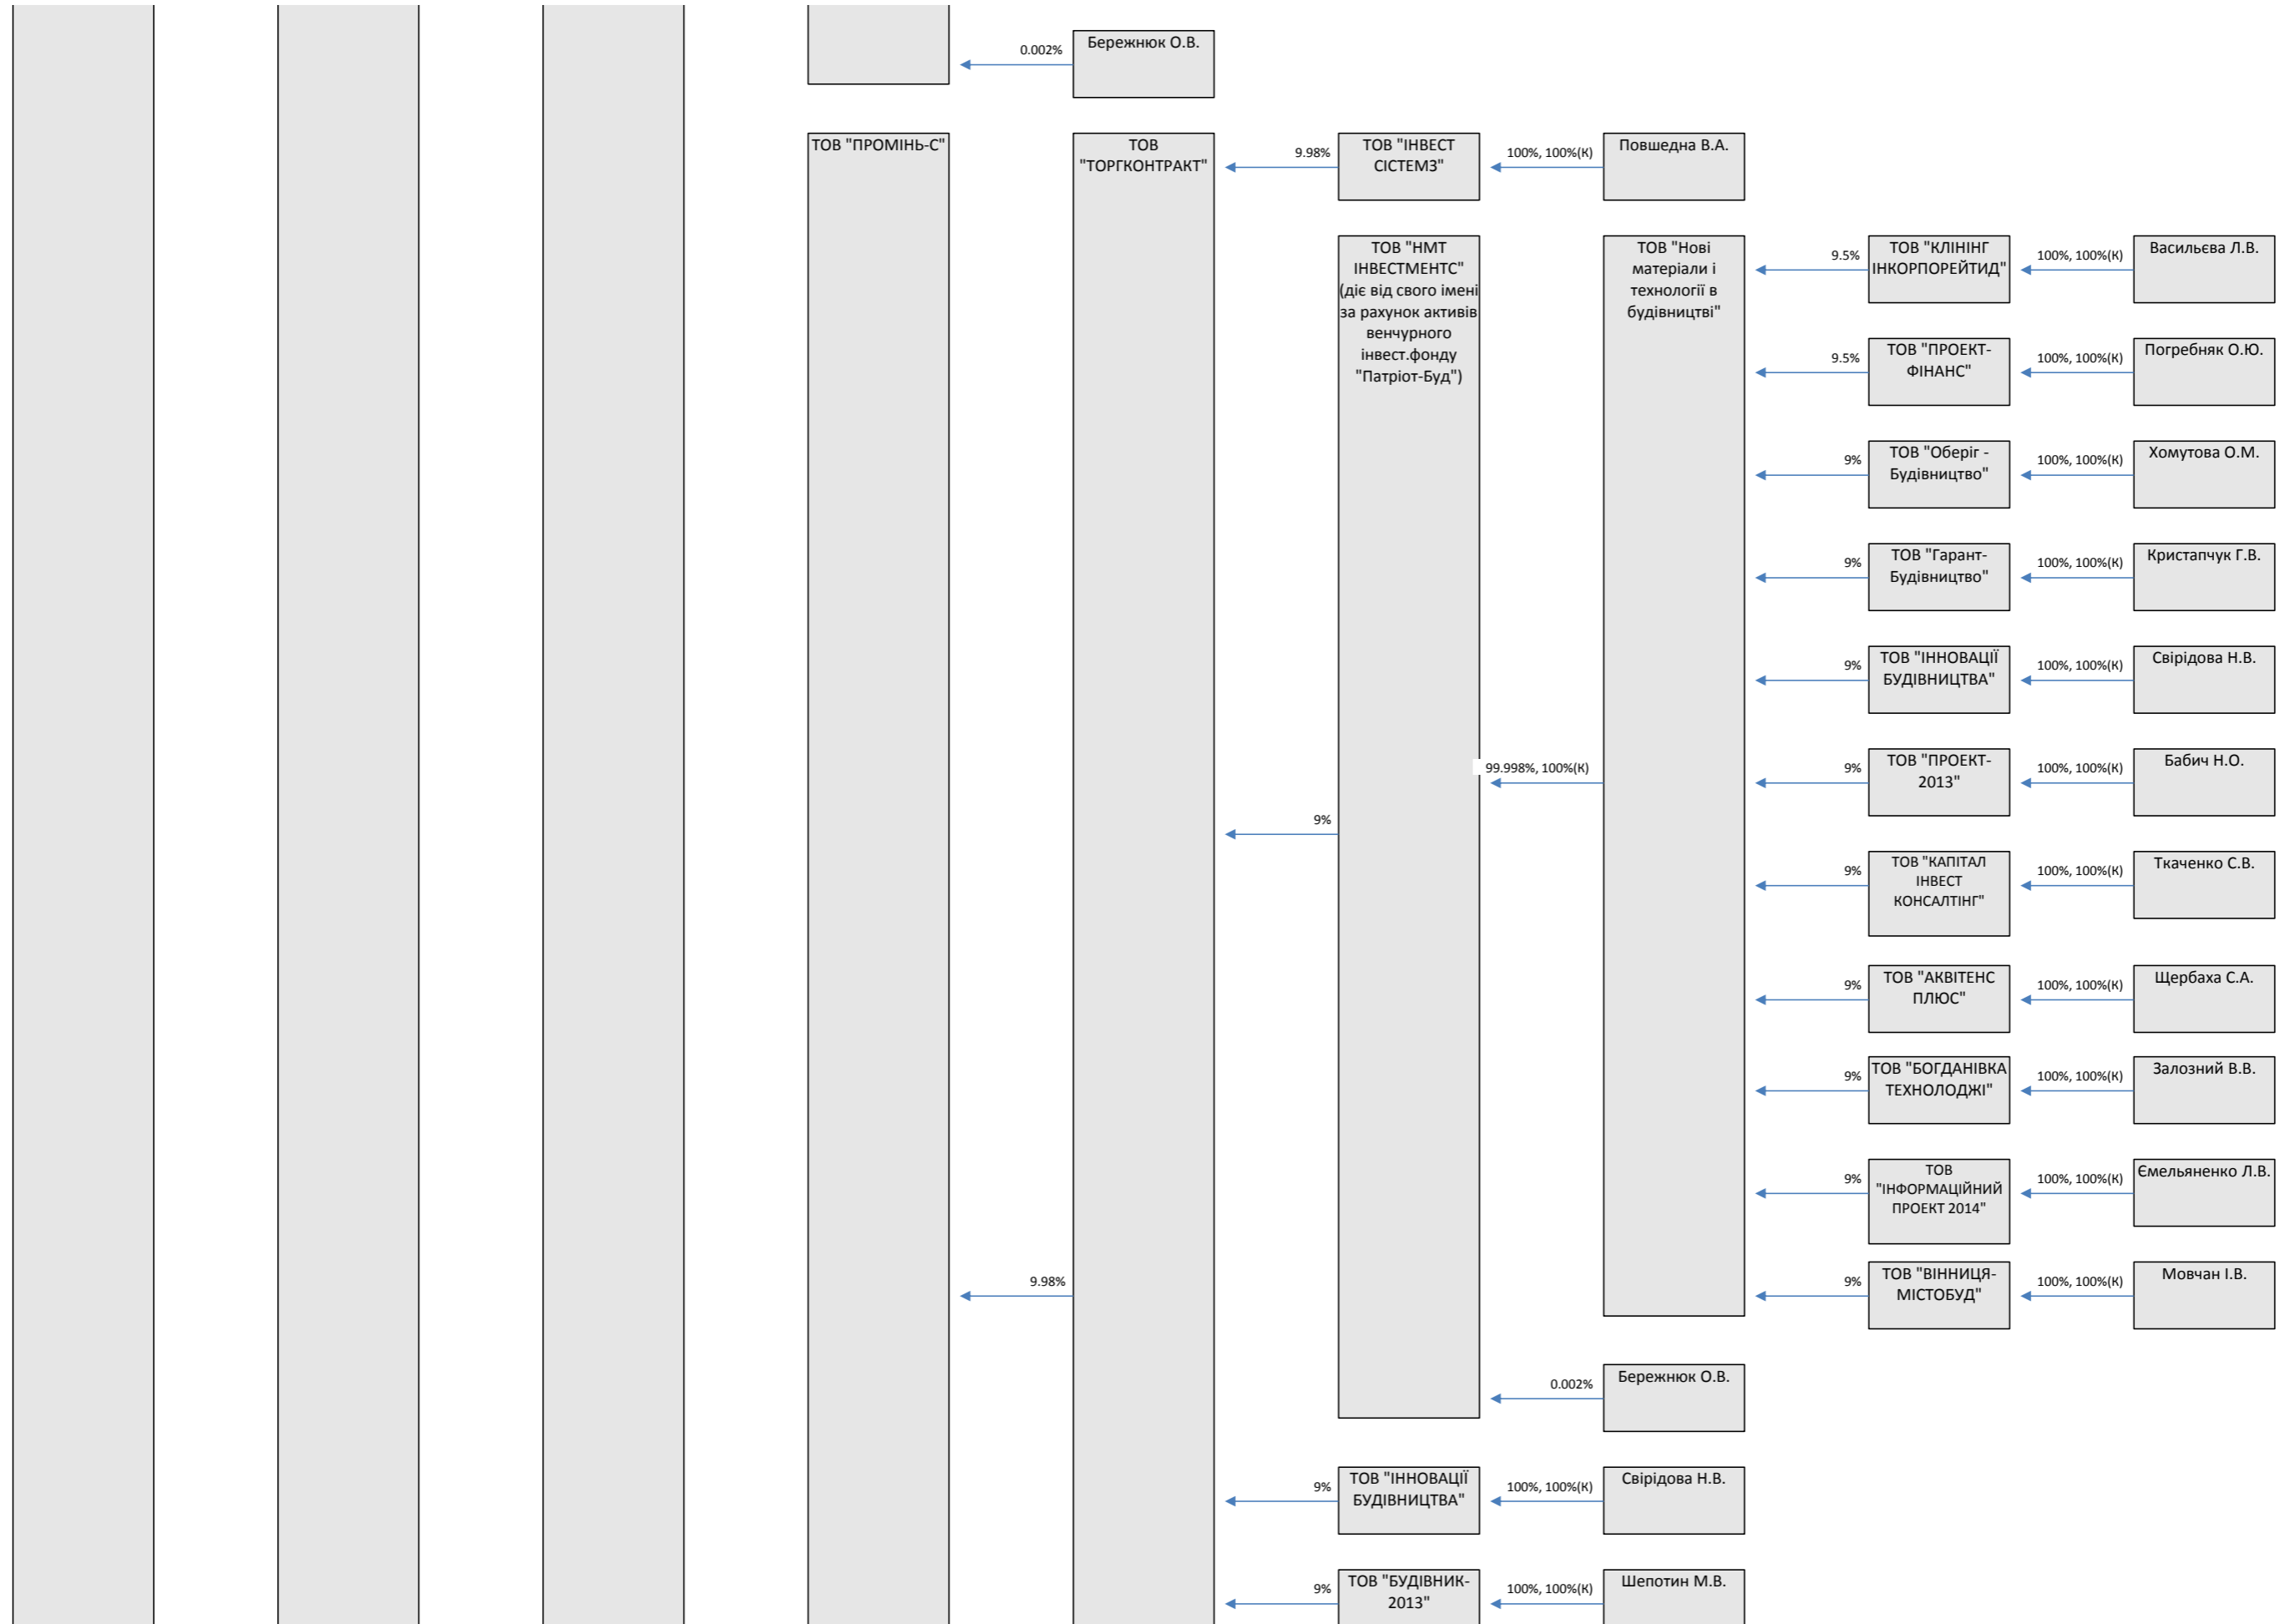 0.002%
Бережнюк О.В.
ТОВ "ПРОМІНЬ-С"
ТОВ
"ТОРГКОНТРАКТ"
9.98%
ТОВ "ІНВЕСТ
СІСТЕМЗ"
100%, 100%(К)
Повшедна В.А.
ТОВ "НМТ
ІНВЕСТМЕНТС"
(діє від свого імені
за рахунок активів
венчурного
інвест.фонду
"Патріот-Буд")
ТОВ "Нові
матеріали і
технології в
будівництві"
9.5%
ТОВ "КЛІНІНГ
ІНКОРПОРЕЙТИД"
100%, 100%(К)
Васильєва Л.В.
9.5%
ТОВ "ПРОЕКТ-
ФІНАНС"
100%, 100%(К)
Погребняк О.Ю.
9%
ТОВ "Оберіг -
Будівництво"
100%, 100%(К)
Хомутова О.М.
9%
ТОВ "Гарант-
Будівництво"
100%, 100%(К)
Кристапчук Г.В.
9%
ТОВ "ІННОВАЦІЇ
БУДІВНИЦТВА"
100%, 100%(К)
Свірідова Н.В.
99.998%, 100%(К)
9%
ТОВ "ПРОЕКТ-
2013"
100%, 100%(К)
Бабич Н.О.
9%
9%
ТОВ "КАПІТАЛ
ІНВЕСТ
КОНСАЛТІНГ"
100%, 100%(К)
Ткаченко С.В.
9%
ТОВ "АКВІТЕНС
ПЛЮС"
100%, 100%(К)
Щербаха С.А.
9%
ТОВ "БОГДАНІВКА
ТЕХНОЛОДЖІ"
100%, 100%(К)
Залозний В.В.
9%
ТОВ
"ІНФОРМАЦІЙНИЙ
ПРОЕКТ 2014"
100%, 100%(К)
Ємельяненко Л.В.
9.98%
9%
ТОВ "ВІННИЦЯ-
МІСТОБУД"
100%, 100%(К)
Мовчан І.В.
0.002%
Бережнюк О.В.
9%
ТОВ "ІННОВАЦІЇ
БУДІВНИЦТВА"
100%, 100%(К)
Свірідова Н.В.
9%
ТОВ "БУДІВНИК-
2013"
100%, 100%(К)
Шепотин М.В.